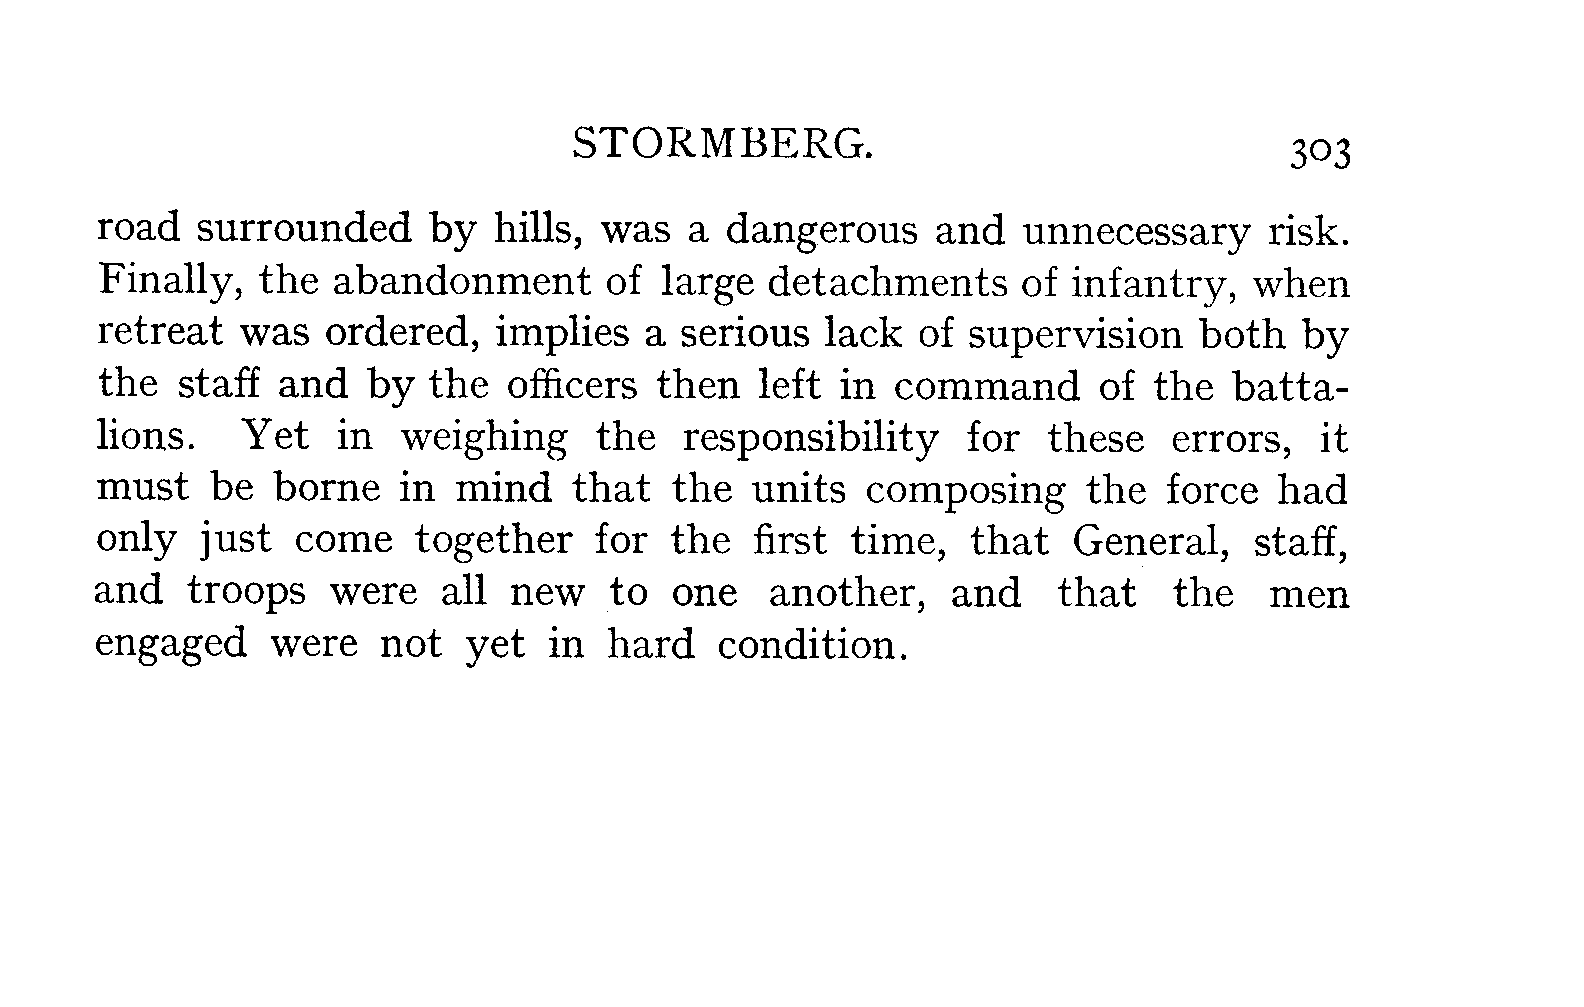 STORMBERG. 303
road surrounded by hills, was a dangerous and unnecessary risk.
Finally, the abandonment of large detachments of infantry, when
retreat was ordered, implies a serious lack of supervision both by
the staff and by the officers then left in command of the batta-
lions. Yet in weighing the responsibility for these errors, it
must be borne in mind that the units composing the force had
only just come together for the first time, that General, staff,
and troops were all new to one another, and that the men
engaged were not yet in hard condition.